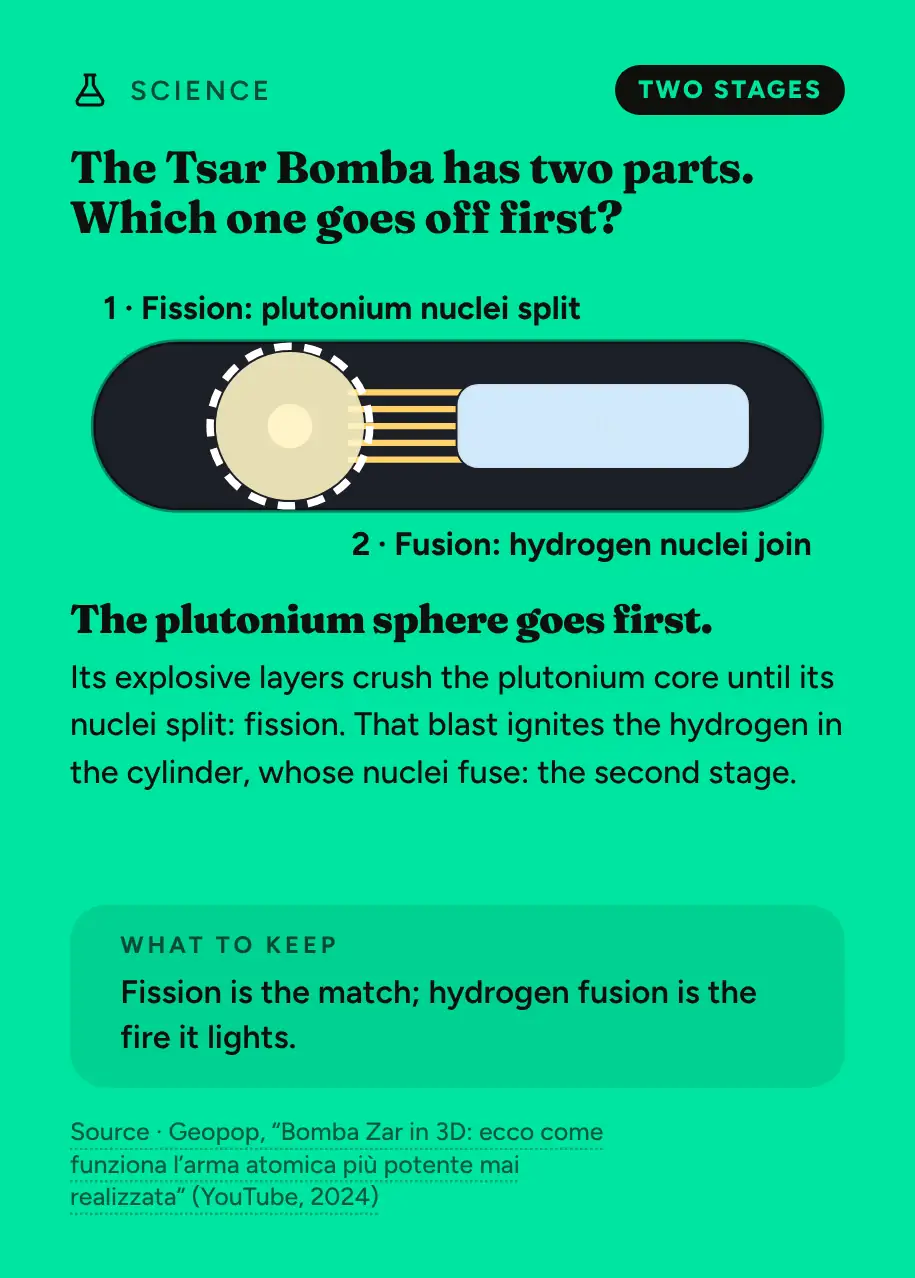 SCIENCE
TWO STAGES
The Tsar Bomba has two parts.
Which one goes off first?
1 · Fission: plutonium nuclei split
2 · Fusion: hydrogen nuclei join
The plutonium sphere goes first.
Its explosive layers crush the plutonium core until its
nuclei split: fission. That blast ignites the hydrogen in
the cylinder, whose nuclei fuse: the second stage.
WHAT TO KEEP
Fission is the match; hydrogen fusion is the
fire it lights.
Source · Geopop, “Bomba Zar in 3D: ecco come
funziona l’arma atomica più potente mai
realizzata” (YouTube, 2024)